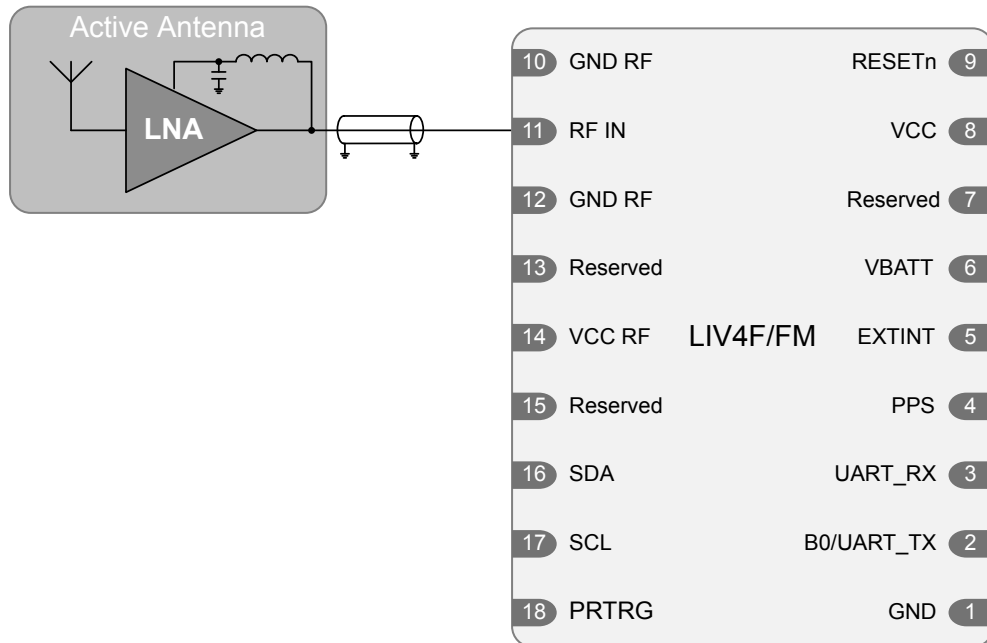 Active Antenna
LNA
10 GND RF RESETn 9
11 RF IN VCC 8
12 GND RF Reserved 7
13 Reserved VBATT 6
14 VCC RF LIV4F/FM EXTINT 5
15 Reserved PPS 4
16 SDA UART_RX 3
17 SCL B0/UART_TX 2
18 PRTRG GND 1